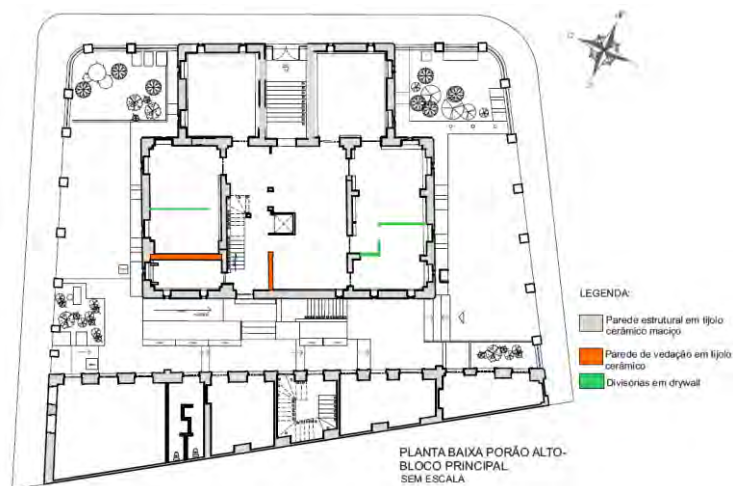 LEGENDA:
Parede estrutural em tijolo
cerâmico maciço
Parede de vedação em tijolo
cerâmico
Divisórias em drywall
PLANTA BAIXA PORÃO ALTO-
BLOCO PRINCIPAL
SEM ESCALA